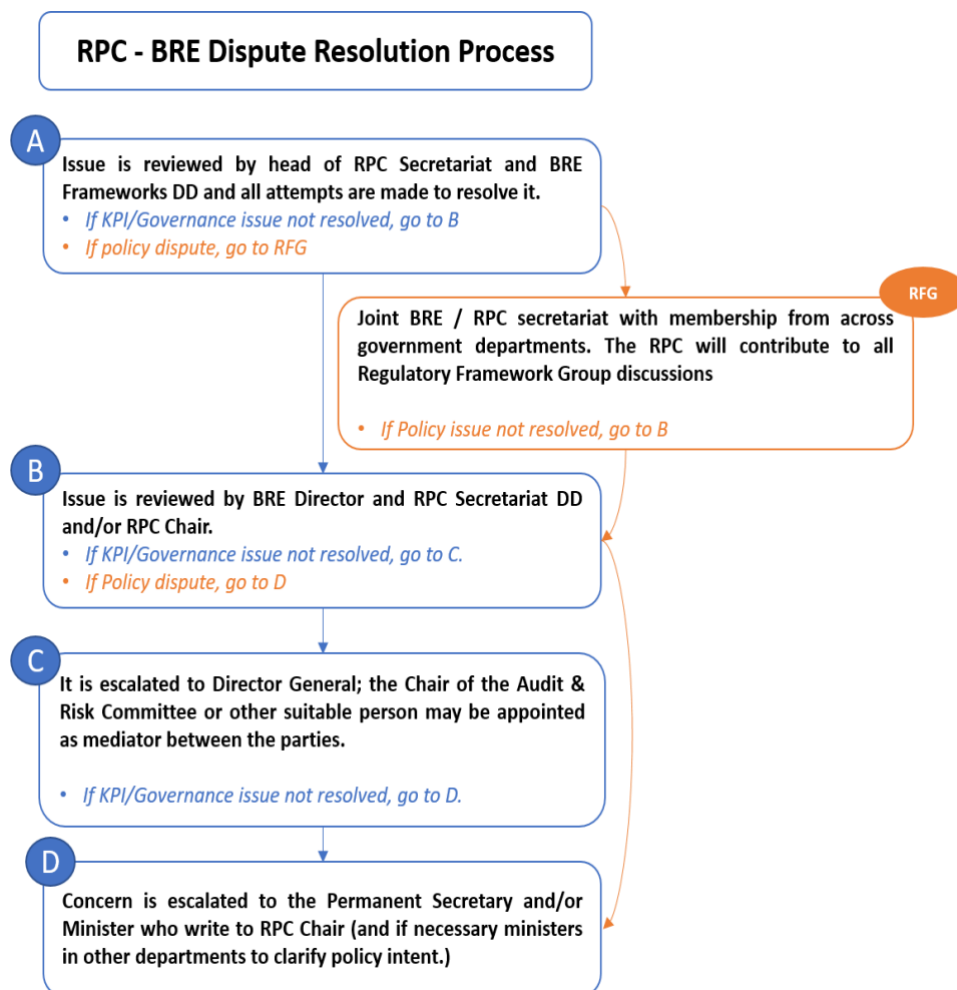 RPC - BRE Dispute Resolution Process
A
Issue is reviewed by head of RPC Secretariat and BRE
Frameworks DD and all attempts are made to resolve it.
• If KPI/Governance issue not resolved, go to B
• If policy dispute, go to RFG
RFG
Joint BRE / RPC secretariat with membership from across
government departments. The RPC will contribute to all
Regulatory Framework Group discussions
• If Policy issue not resolved, go to B
B
Issue is reviewed by BRE Director and RPC Secretariat DD
and/or RPC Chair.
• If KPI/Governance issue not resolved, go to C.
• If Policy dispute, go to D
C
It is escalated to Director General; the Chair of the Audit &
Risk Committee or other suitable person may be appointed
as mediator between the parties.
• If KPI/Governance issue not resolved, go to D.
D
Concern is escalated to the Permanent Secretary and/or
Minister who write to RPC Chair (and if necessary ministers
in other departments to clarify policy intent.)